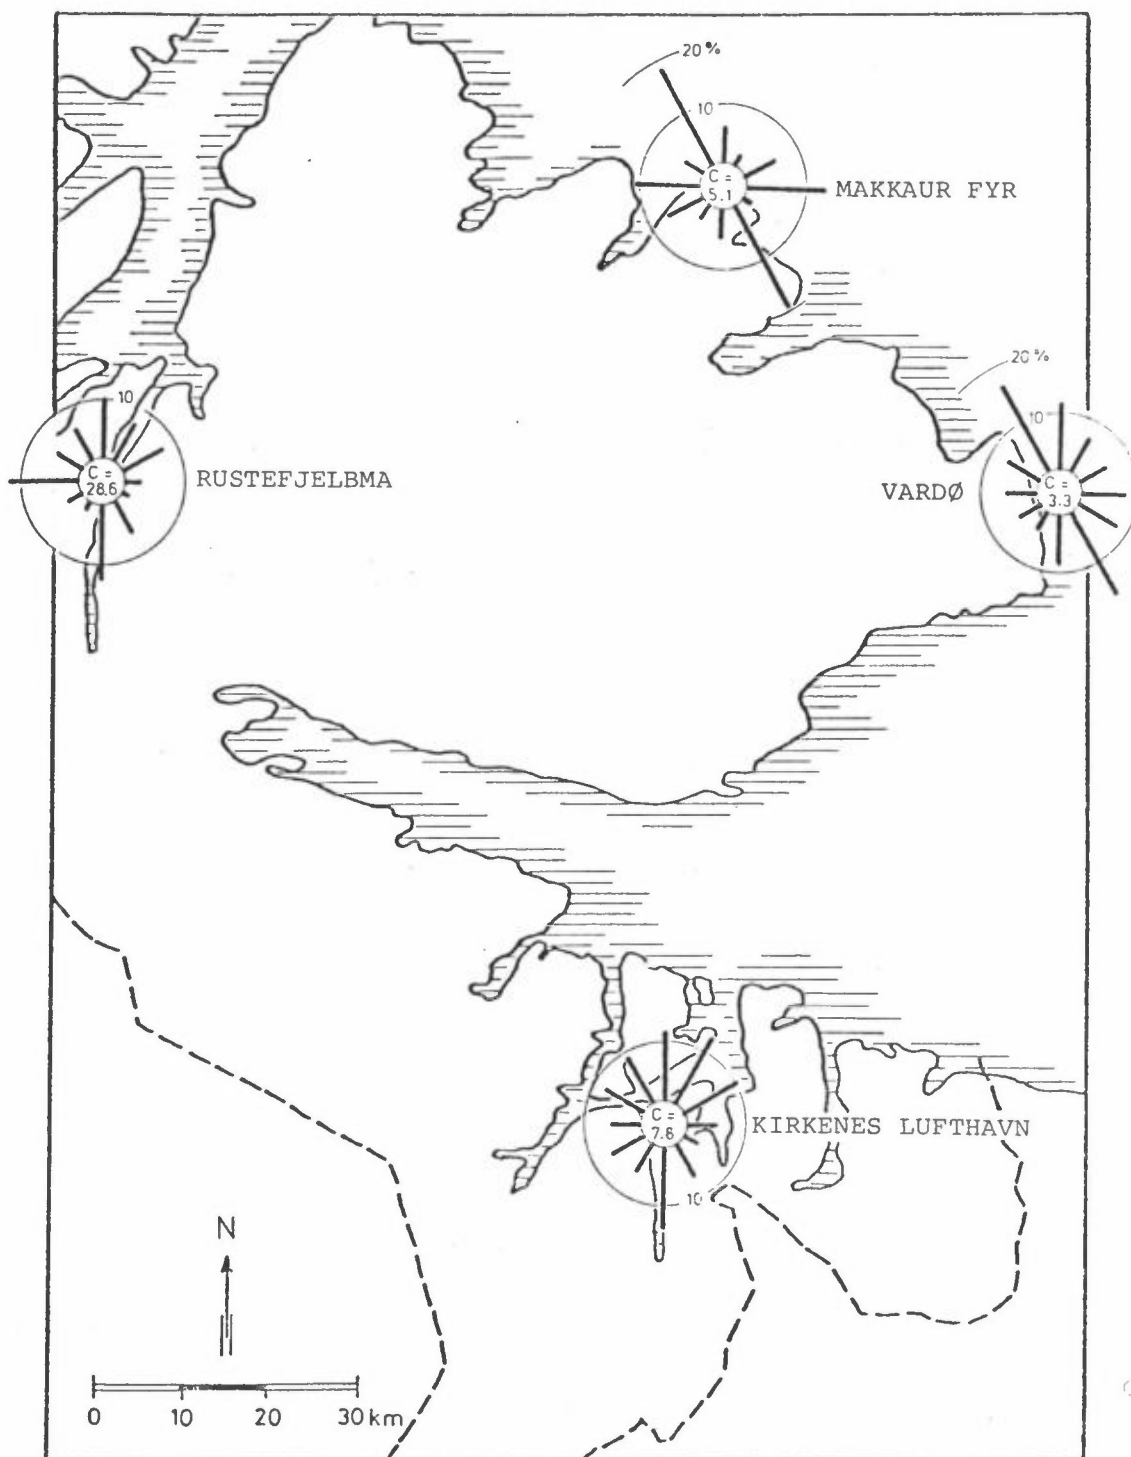 20%
10
C =
5.1
MAKKAUR FYR
20%
10
C =
28.6
RUSTEFJELBMA
10
C =
3.3
VARDØ
C =
7.8
KIRKENES LUFTHAVN
10
N
0 10 20 30 km